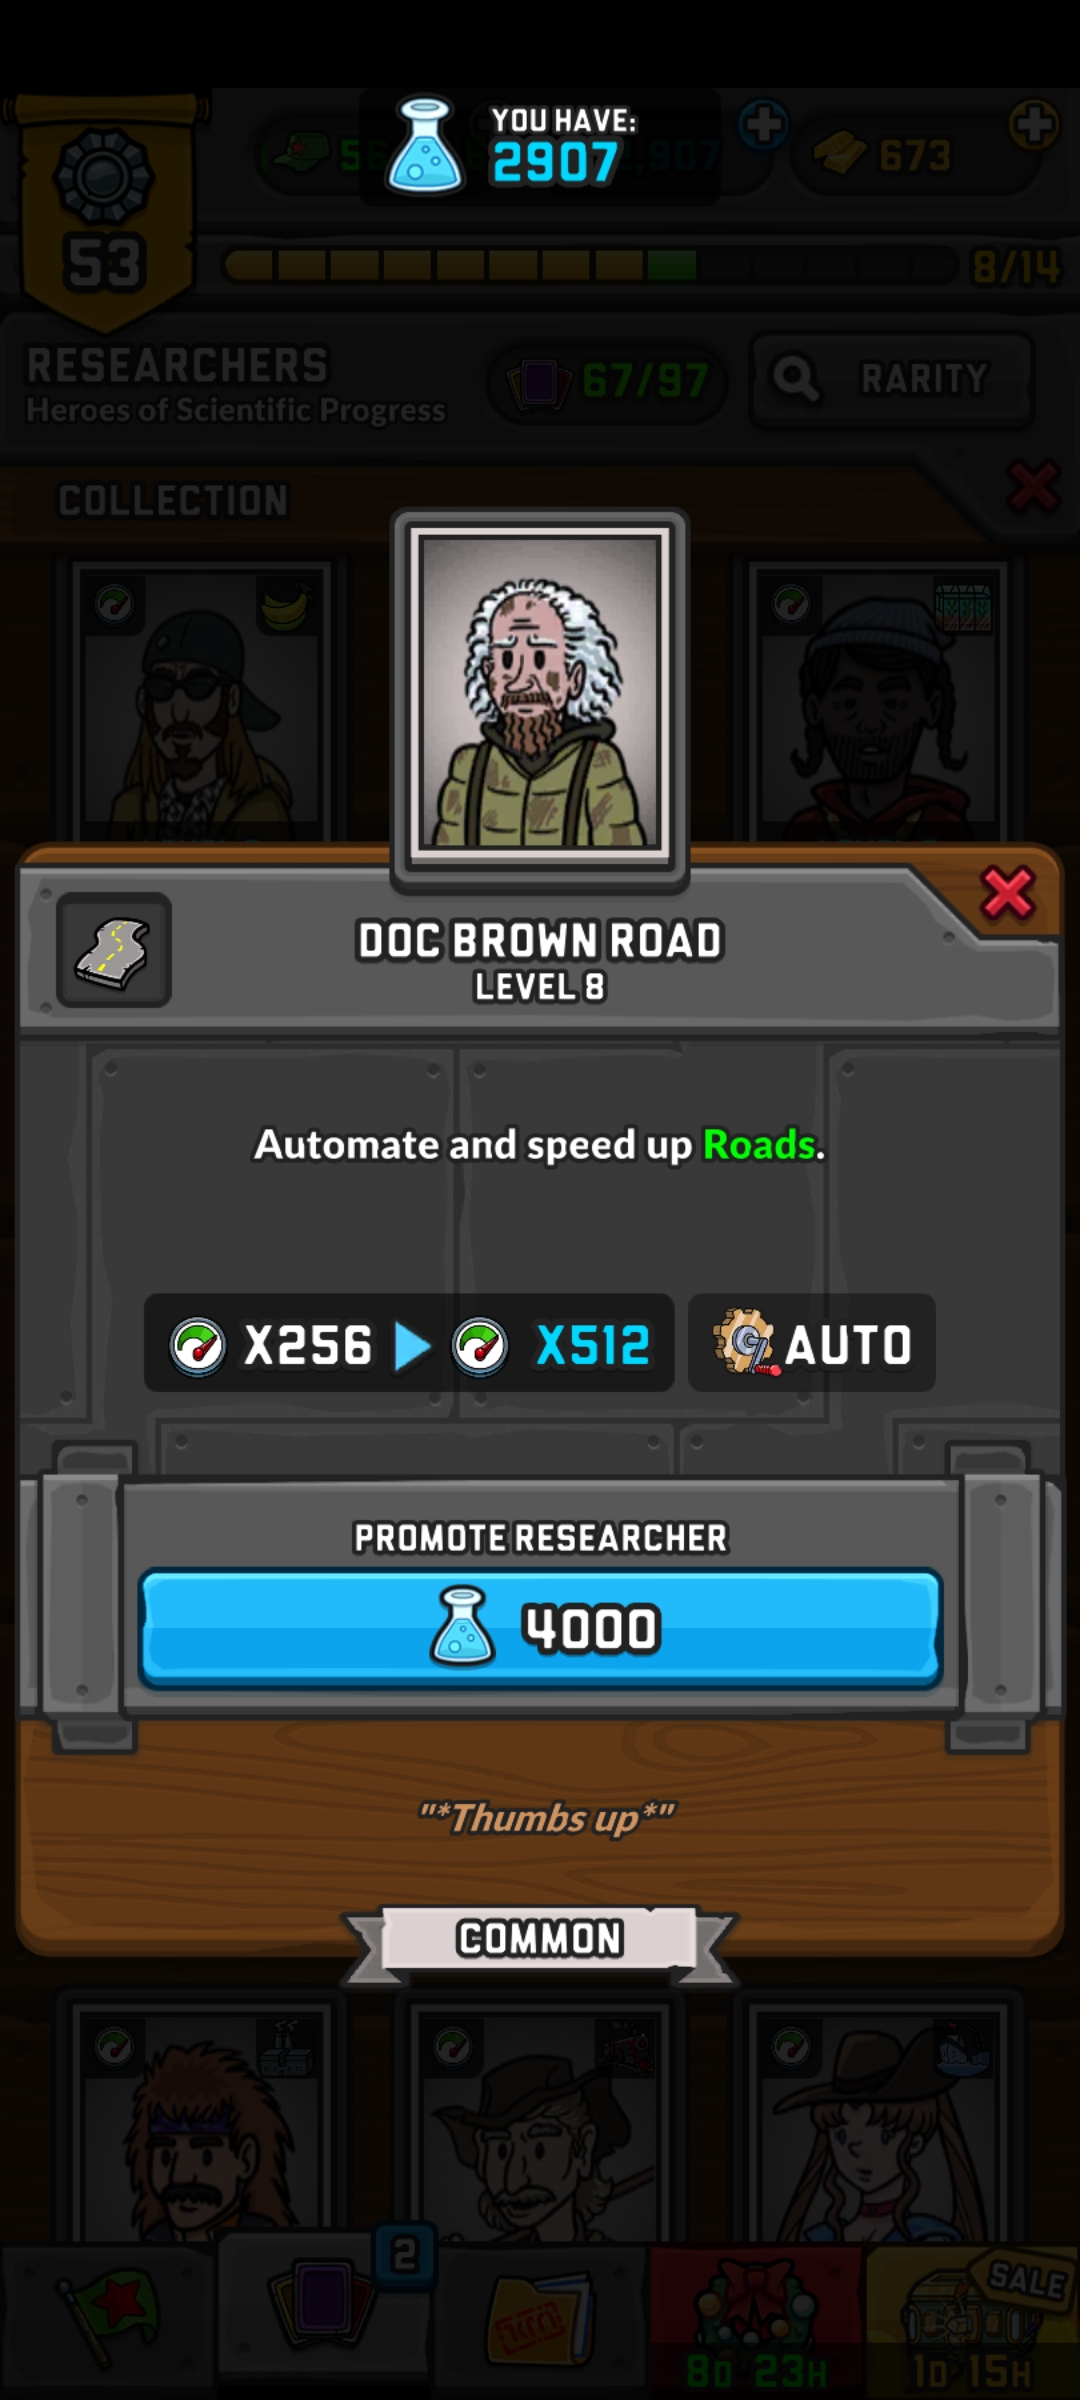 YOU HAVE:
2907
673
53
8/14
RESEARCHERS
Heroes of Scientific Progress
67/97
RARITY
COLLECTION
DOC BROWN ROAD
LEVEL 8
Automate and speed up Roads.
X256
X512
AUTO
PROMOTE RESEARCHER
4000
"*Thumbs up*"
COMMON
2
SALE
8D 23H
1D 15H